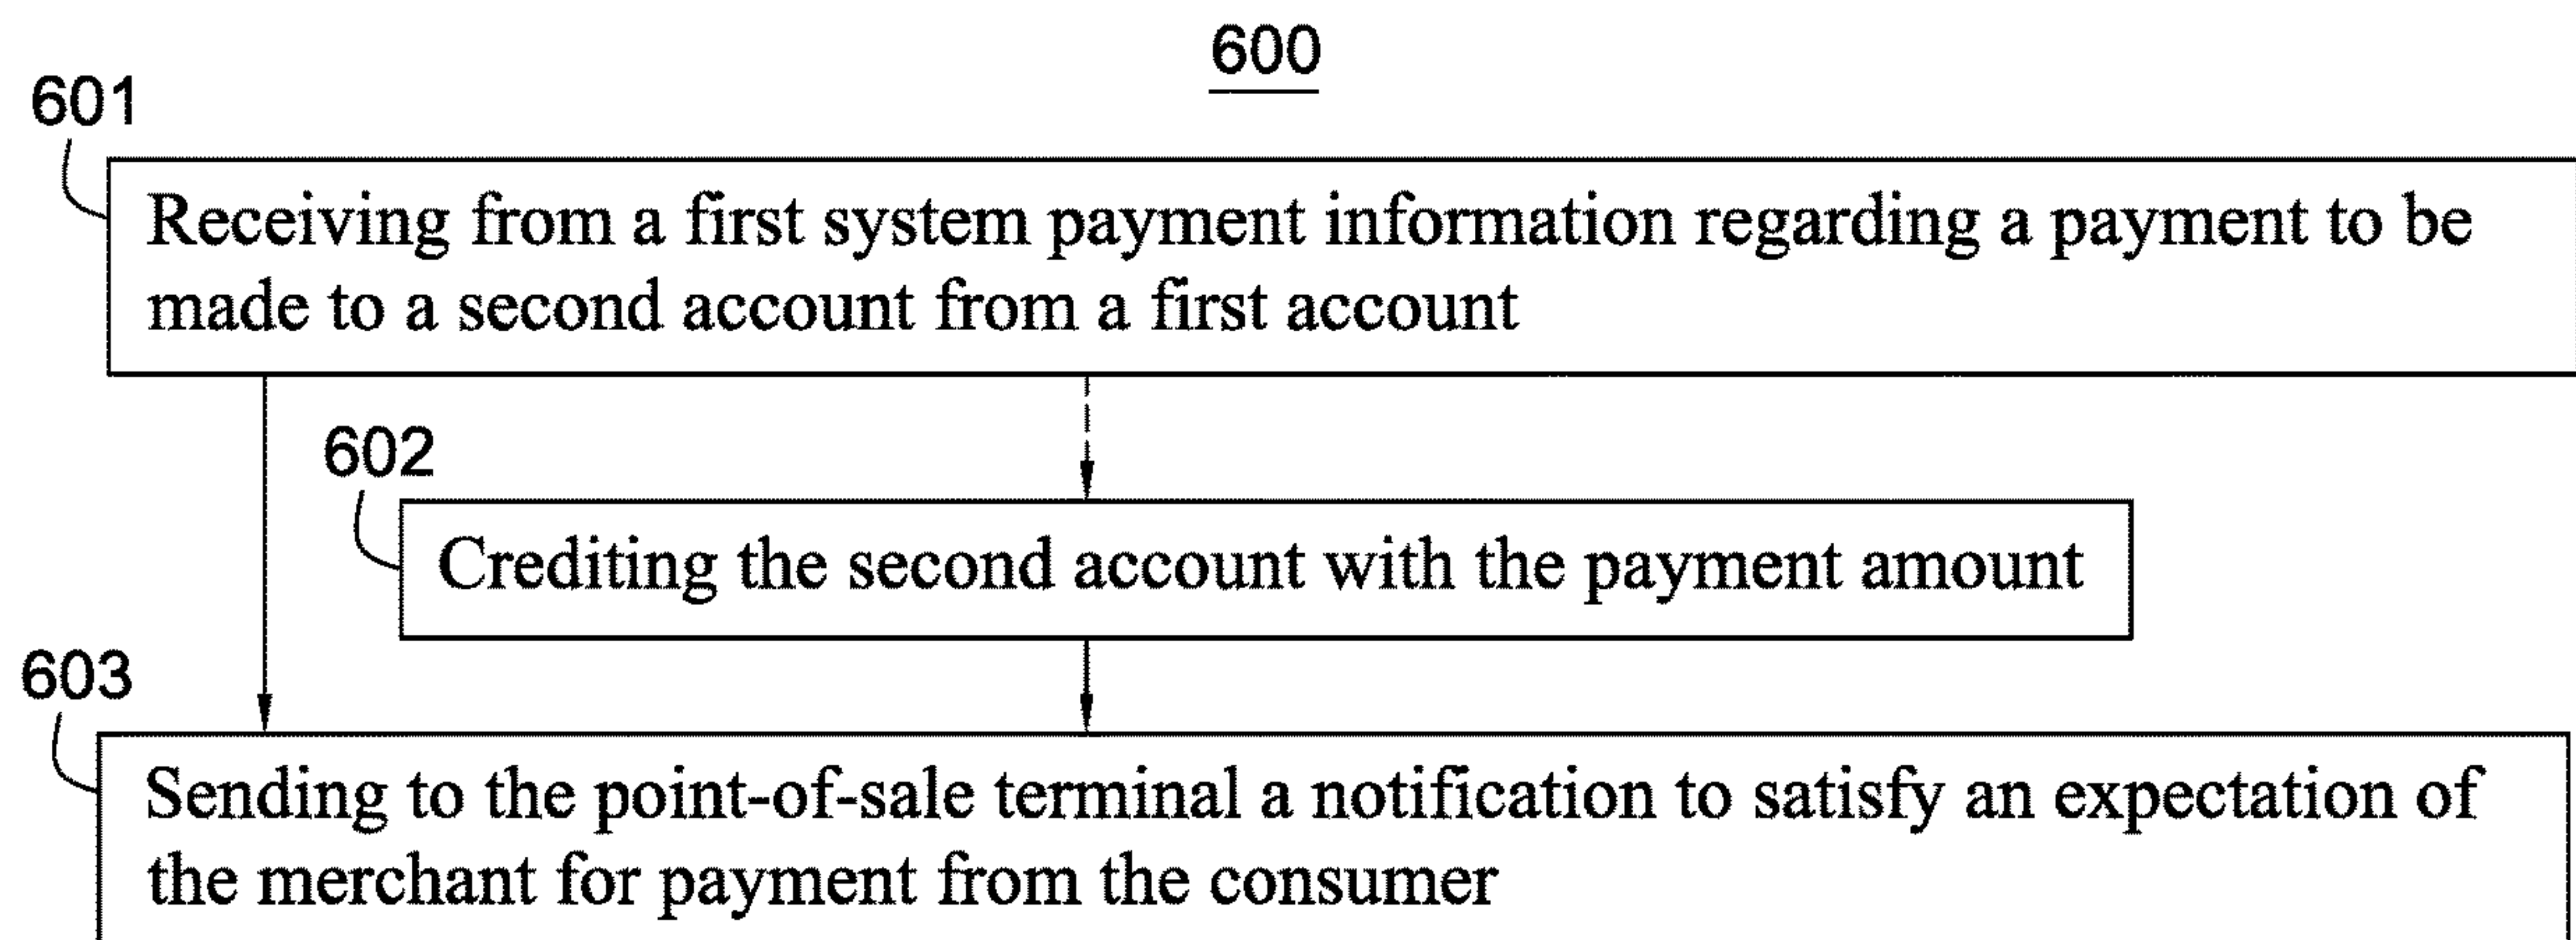 600
601
Receiving from a first system payment information regarding a payment to be
made to a second account from a first account
602
Crediting the second account with the payment amount
603
Sending to the point-of-sale terminal a notification to satisfy an expectation of
the merchant for payment from the consumer